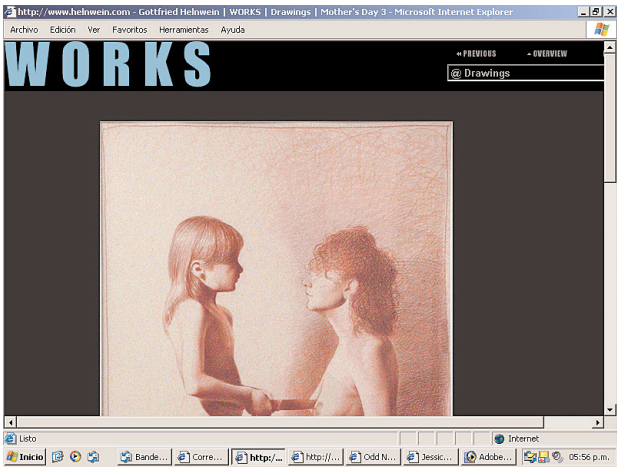 http://www.helnwein.com - Gottfried Helnwein | WORKS | Drawings | Mother's Day 3 - Microsoft Internet Explorer
Archivo Edición Ver Favoritos Herramientas Ayuda
WORKS
PREVIOUS OVERVIEW
@ Drawings
Listo Internet
Inicio Bande... Corre... http:/... http://... Odd N... Jessic... Adobe... 05:56 p.m.